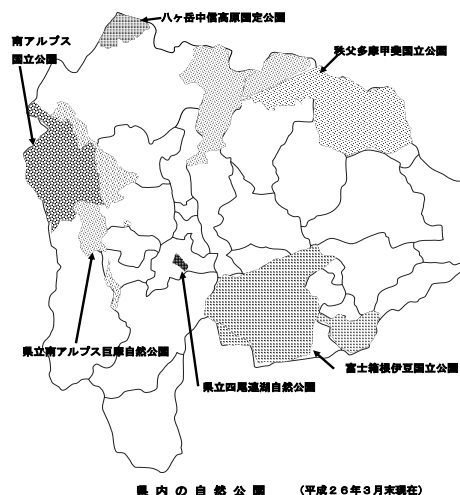 八ヶ岳中信高原国定公園
南アルプス
国立公園
秩父多摩甲斐国立公園
県立南アルプス巨摩自然公園
富士箱根伊豆国立公園
県立四尾連湖自然公園
県内の自然公園 (平成26年3月末現在)